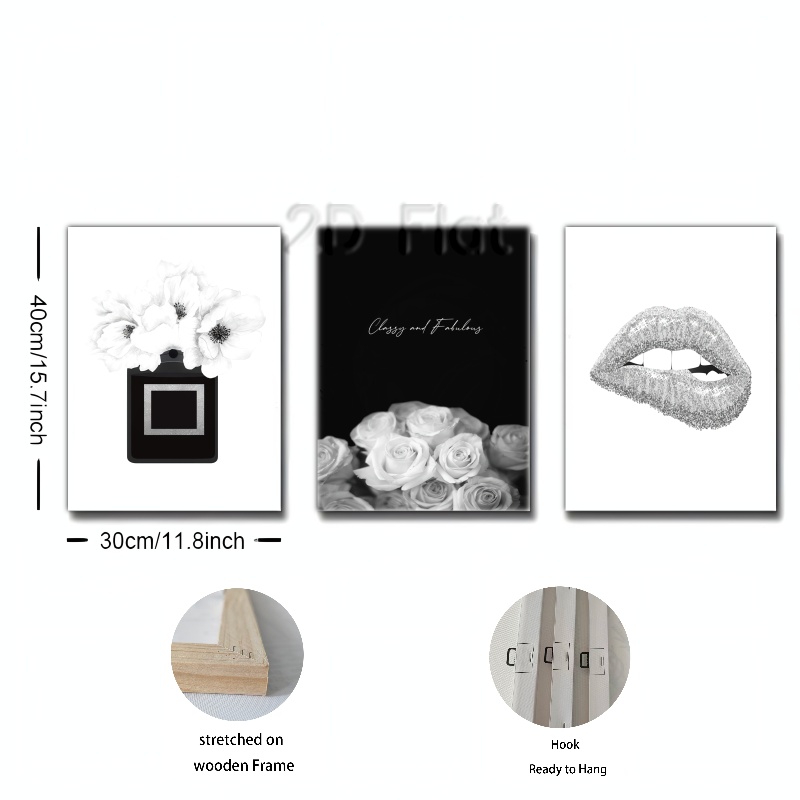 2D Flat
Classy and Fabulous
40cm/15.7inch
30cm/11.8inch
stretched on
wooden Frame
Hook
Ready to Hang